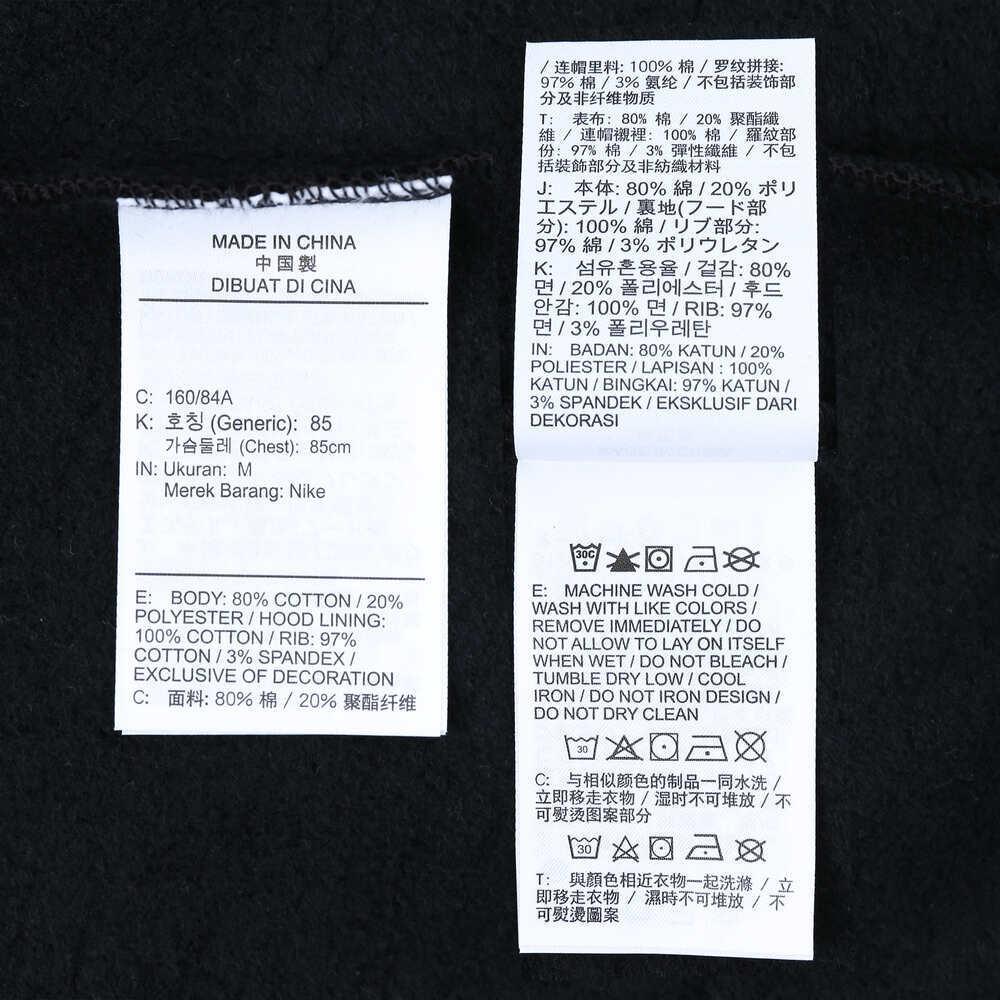 MADE IN CHINA
中国製
DIBUAT DI CINA
C: 160/84A
K: 호칭 (Generic): 85
가슴둘레 (Chest): 85cm
IN: Ukuran: M
Merek Barang: Nike
E: BODY: 80% COTTON / 20%
POLYESTER / HOOD LINING:
100% COTTON / RIB: 97%
COTTON / 3% SPANDEX /
EXCLUSIVE OF DECORATION
C: 面料: 80% 棉 / 20% 聚酯纤维
/ 连帽里料: 100% 棉 / 罗纹拼接:
97% 棉 / 3% 氨纶 / 不包括装饰部
分及非纤维物质
T: 表布: 80% 棉 / 20% 聚酯纖
維 / 連帽襯裡: 100% 棉 / 羅紋部
份: 97% 棉 / 3% 彈性纖維 / 不包
括裝飾部分及非紡織材料
J: 本体: 80% 綿 / 20% ポリ
エステル / 裏地(フード部
分): 100% 綿 / リブ部分:
97% 綿 / 3% ポリウレタン
K: 섬유혼용율 / 겉감: 80%
면 / 20% 폴리에스터 / 후드
안감: 100% 면 / RIB: 97%
면 / 3% 폴리우레탄
IN: BADAN: 80% KATUN / 20%
POLIESTER / LAPISAN : 100%
KATUN / BINGKAI: 97% KATUN /
3% SPANDEK / EKSKLUSIF DARI
DEKORASI
30C
E: MACHINE WASH COLD /
WASH WITH LIKE COLORS /
REMOVE IMMEDIATELY / DO
NOT ALLOW TO LAY ON ITSELF
WHEN WET / DO NOT BLEACH /
TUMBLE DRY LOW / COOL
IRON / DO NOT IRON DESIGN /
DO NOT DRY CLEAN
30
C: 与相似颜色的制品一同水洗 /
立即移走衣物 / 湿时不可堆放 / 不
可熨烫图案部分
30
T: 與顏色相近衣物一起洗滌 / 立
即移走衣物 / 濕時不可堆放 / 不
可熨燙圖案